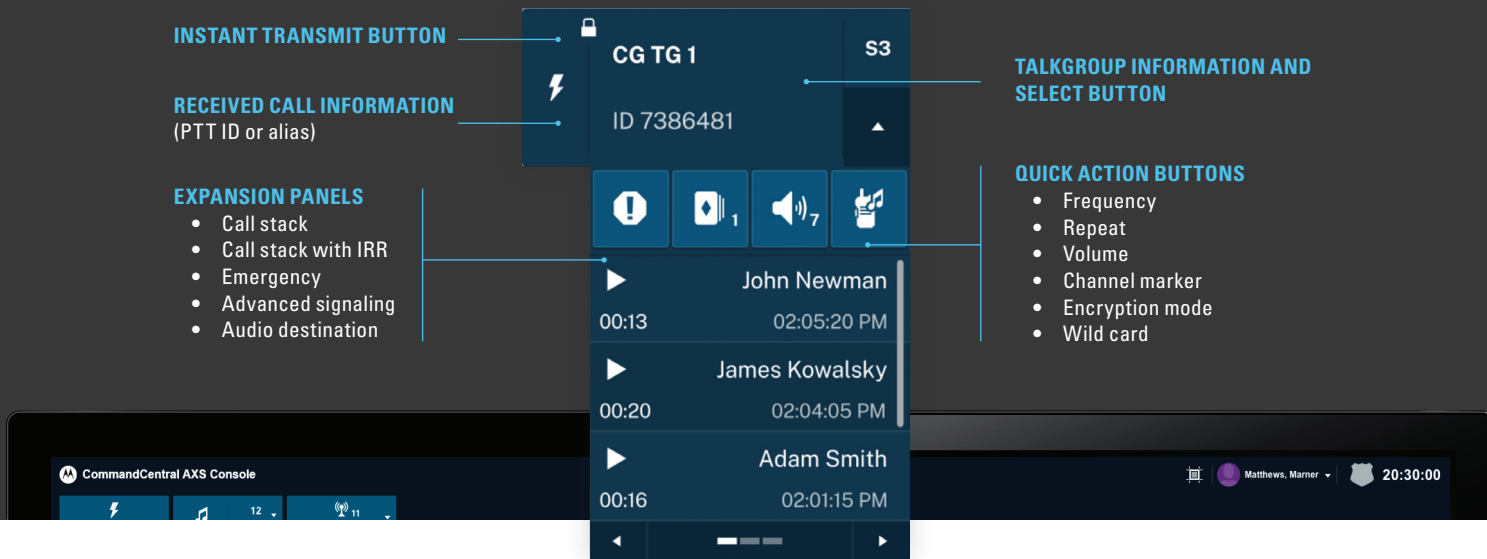 INSTANT TRANSMIT BUTTON
RECEIVED CALL INFORMATION
(PTT ID or alias)
EXPANSION PANELS
• Call stack
• Call stack with IRR
• Emergency
• Advanced signaling
• Audio destination
CG TG 1
S3
ID 7386481
1
7
John Newman
00:13
02:05:20 PM
James Kowalsky
00:20
02:04:05 PM
Adam Smith
00:16
02:01:15 PM
TALKGROUP INFORMATION AND
SELECT BUTTON
QUICK ACTION BUTTONS
• Frequency
• Repeat
• Volume
• Channel marker
• Encryption mode
• Wild card
CommandCentral AXS Console
Matthews, Marner
20:30:00
12
11